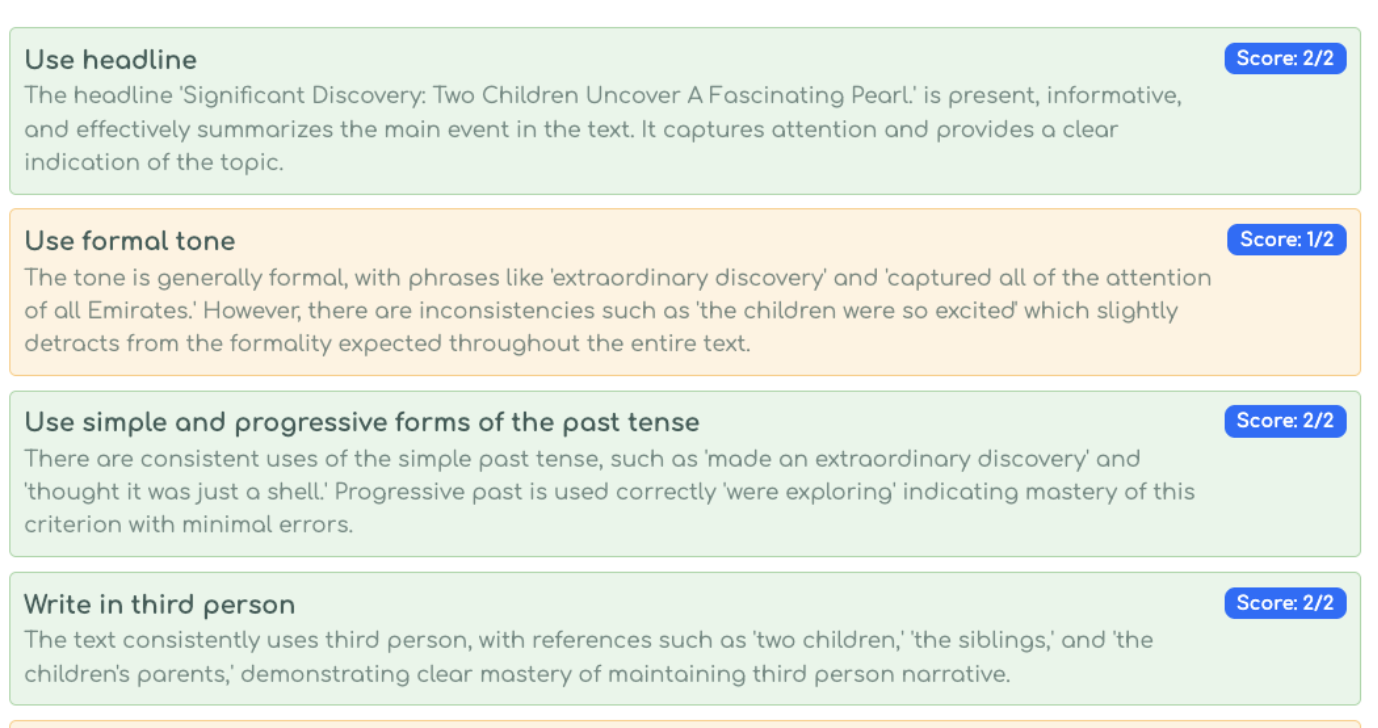 Use headline
Score: 2/2
The headline 'Significant Discovery: Two Children Uncover A Fascinating Pearl.' is present, informative,
and effectively summarizes the main event in the text. It captures attention and provides a clear
indication of the topic.
Use formal tone
Score: 1/2
The tone is generally formal, with phrases like 'extraordinary discovery' and 'captured all of the attention
of all Emirates.' However, there are inconsistencies such as 'the children were so excited' which slightly
detracts from the formality expected throughout the entire text.
Use simple and progressive forms of the past tense
Score: 2/2
There are consistent uses of the simple past tense, such as 'made an extraordinary discovery' and
'thought it was just a shell.' Progressive past is used correctly 'were exploring' indicating mastery of this
criterion with minimal errors.
Write in third person
Score: 2/2
The text consistently uses third person, with references such as 'two children,' 'the siblings,' and 'the
children's parents,' demonstrating clear mastery of maintaining third person narrative.